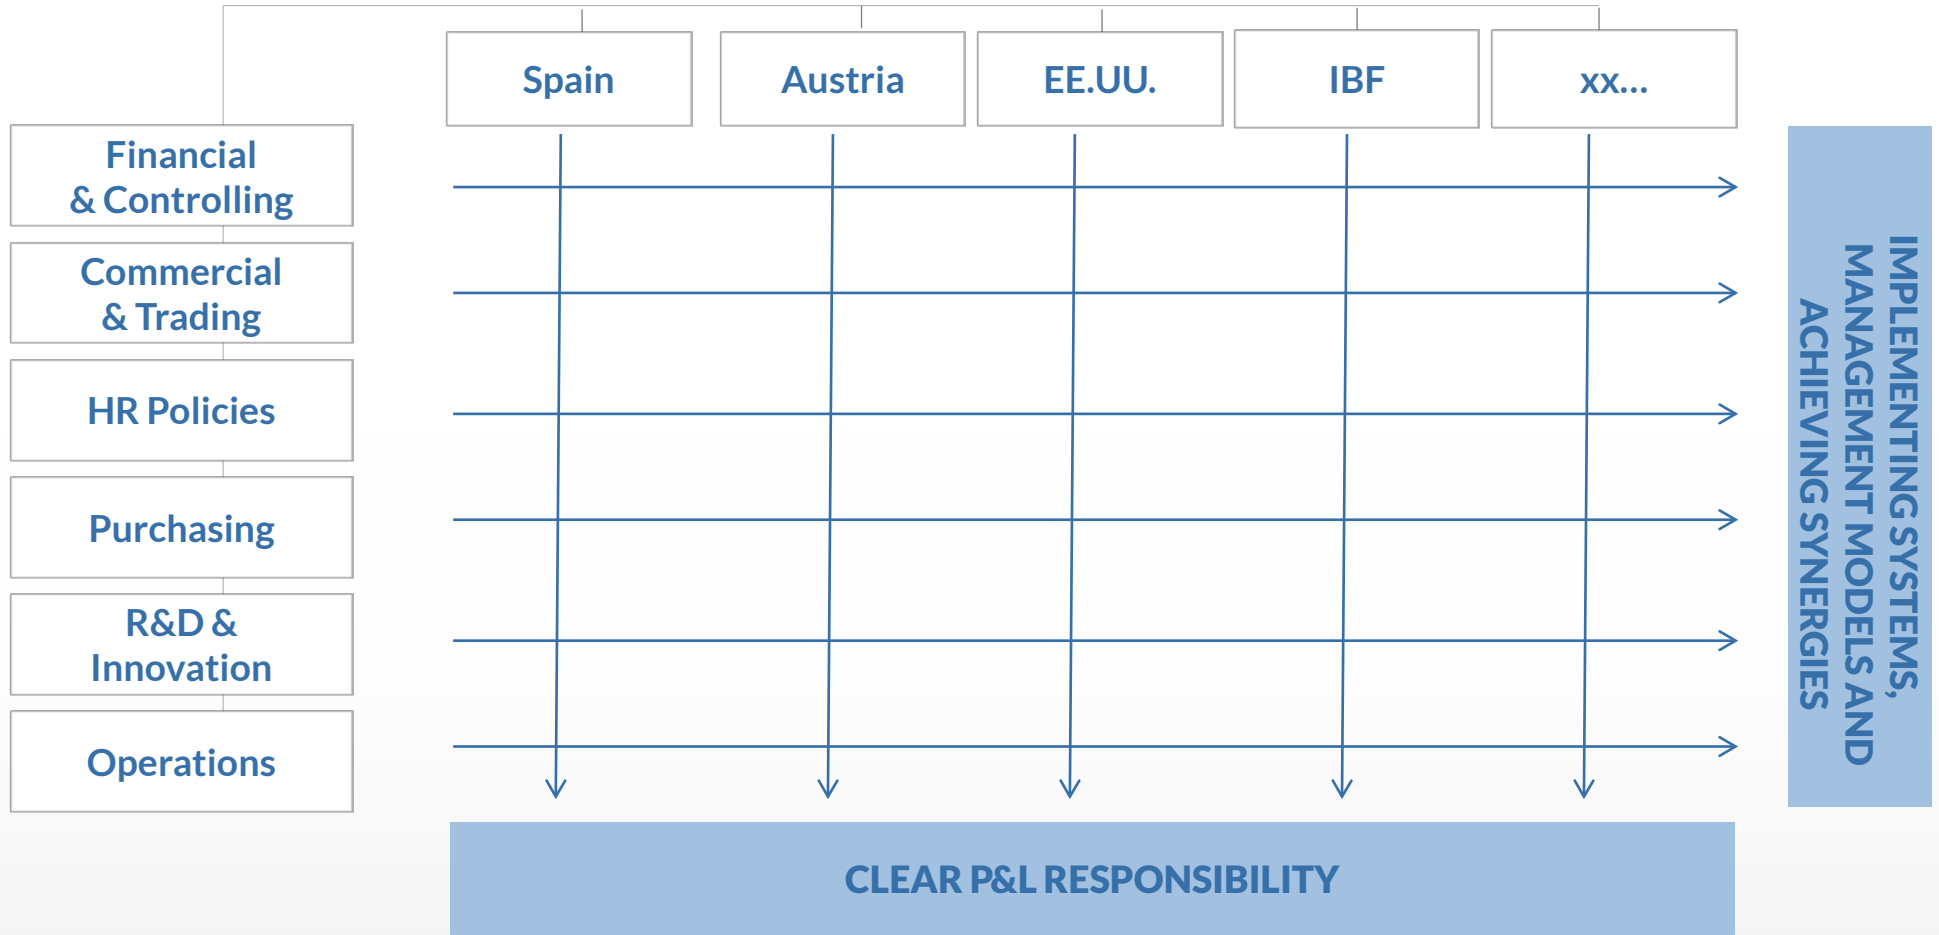 Spain
Austria
EE.UU.
IBF
xx...
Financial
& Controlling
Commercial
& Trading
HR Policies
Purchasing
R&D &
Innovation
Operations
IMPLEMENTING SYSTEMS,
MANAGEMENT MODELS AND
ACHIEVING SYNERGIES
CLEAR P&L RESPONSIBILITY